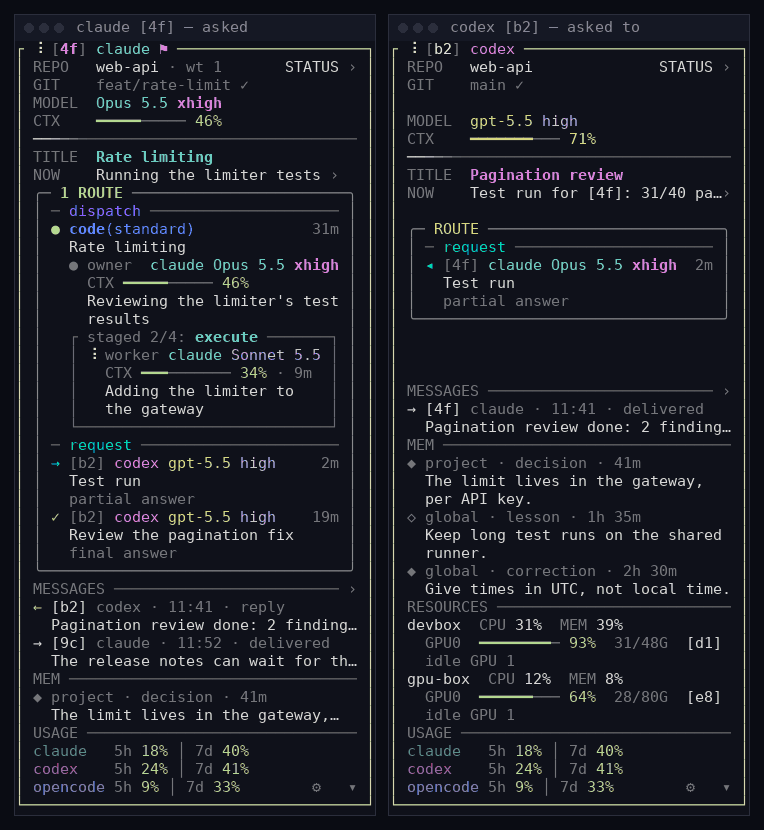 claude [4f] — asked
⠸ [4f] claude ⚑
REPO web-api · wt 1 STATUS ›
GIT feat/rate-limit ✓
MODEL Opus 5.5 xhigh
CTX 46%
TITLE Rate limiting
NOW Running the limiter tests ›
1 ROUTE
dispatch
● code(standard) 31m
Rate limiting
● owner claude Opus 5.5 xhigh
CTX 46%
Reviewing the limiter's test
results
staged 2/4: execute
⠸ worker claude Sonnet 5.5
CTX 34% · 9m
Adding the limiter to
the gateway
request
→ [b2] codex gpt-5.5 high 2m
Test run
partial answer
✓ [b2] codex gpt-5.5 high 19m
Review the pagination fix
final answer
MESSAGES ›
← [b2] codex · 11:41 · reply
Pagination review done: 2 finding…
→ [9c] claude · 11:52 · delivered
The release notes can wait for th…
MEM
◆ project · decision · 41m
The limit lives in the gateway,…
USAGE
claude 5h 18% │ 7d 40%
codex 5h 24% │ 7d 41%
opencode 5h 9% │ 7d 33% ⚙ ▾
codex [b2] — asked to
⠸ [b2] codex
REPO web-api STATUS ›
GIT main ✓
MODEL gpt-5.5 high
CTX 71%
TITLE Pagination review
NOW Test run for [4f]: 31/40 pa…›
ROUTE
request
◂ [4f] claude Opus 5.5 xhigh 2m
Test run
partial answer
MESSAGES ›
→ [4f] claude · 11:41 · delivered
Pagination review done: 2 finding…
MEM
◆ project · decision · 41m
The limit lives in the gateway,
per API key.
◇ global · lesson · 1h 35m
Keep long test runs on the shared
runner.
◆ global · correction · 2h 30m
Give times in UTC, not local time.
RESOURCES
devbox CPU 31% MEM 39%
GPU0 93% 31/48G [d1]
idle GPU 1
gpu-box CPU 12% MEM 8%
GPU0 64% 28/80G [e8]
idle GPU 1
USAGE
claude 5h 18% │ 7d 40%
codex 5h 24% │ 7d 41%
opencode 5h 9% │ 7d 33% ⚙ ▾